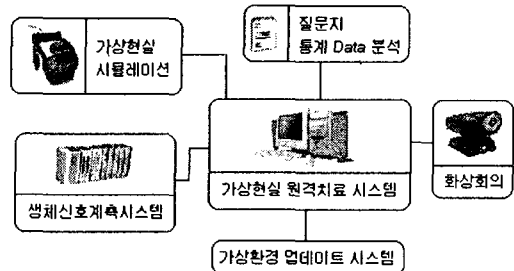 가상현실
시뮬레이션
질문지
통계 Data 분석
가상현실 원격치료 시스템
화상회의
생체신호계측시스템
가상환경 업데이트 시스템